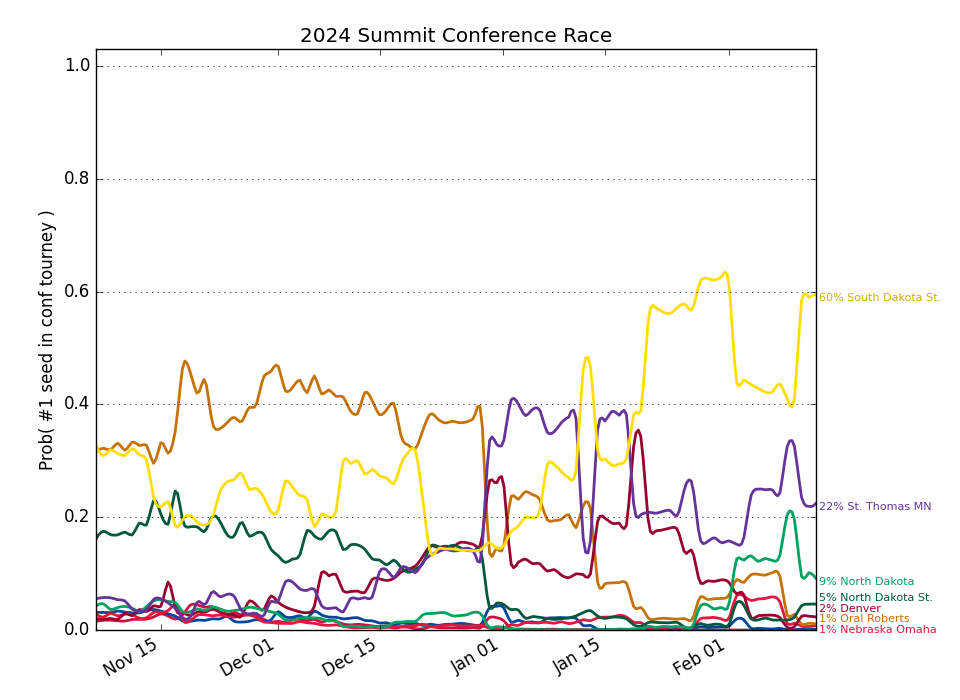 2024 Summit Conference Race
Prob( #1 seed in conf tourney )
1.0
0.8
0.6
0.4
0.2
0.0
Nov 15
Dec 01
Dec 15
Jan 01
Jan 15
Feb 01
60% South Dakota St.
22% St. Thomas MN
9% North Dakota
5% North Dakota St.
2% Denver
1% Oral Roberts
1% Nebraska Omaha